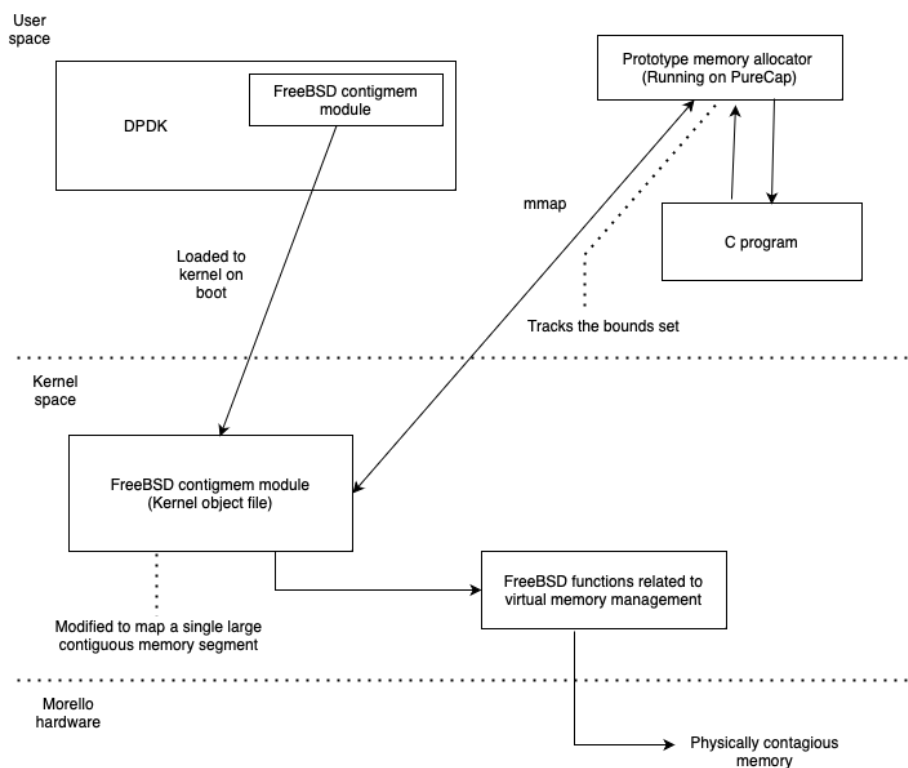 User
space
Prototype memory allocator
(Running on PureCap)
FreeBSD contigmem
module
DPDK
mmap
C program
Loaded to
kernel on
boot
Tracks the bounds set
Kernel
space
FreeBSD contigmem module
(Kernel object file)
FreeBSD functions related to
virtual memory management
Modified to map a single large
contiguous memory segment
Morello
hardware
Physically contagious
memory